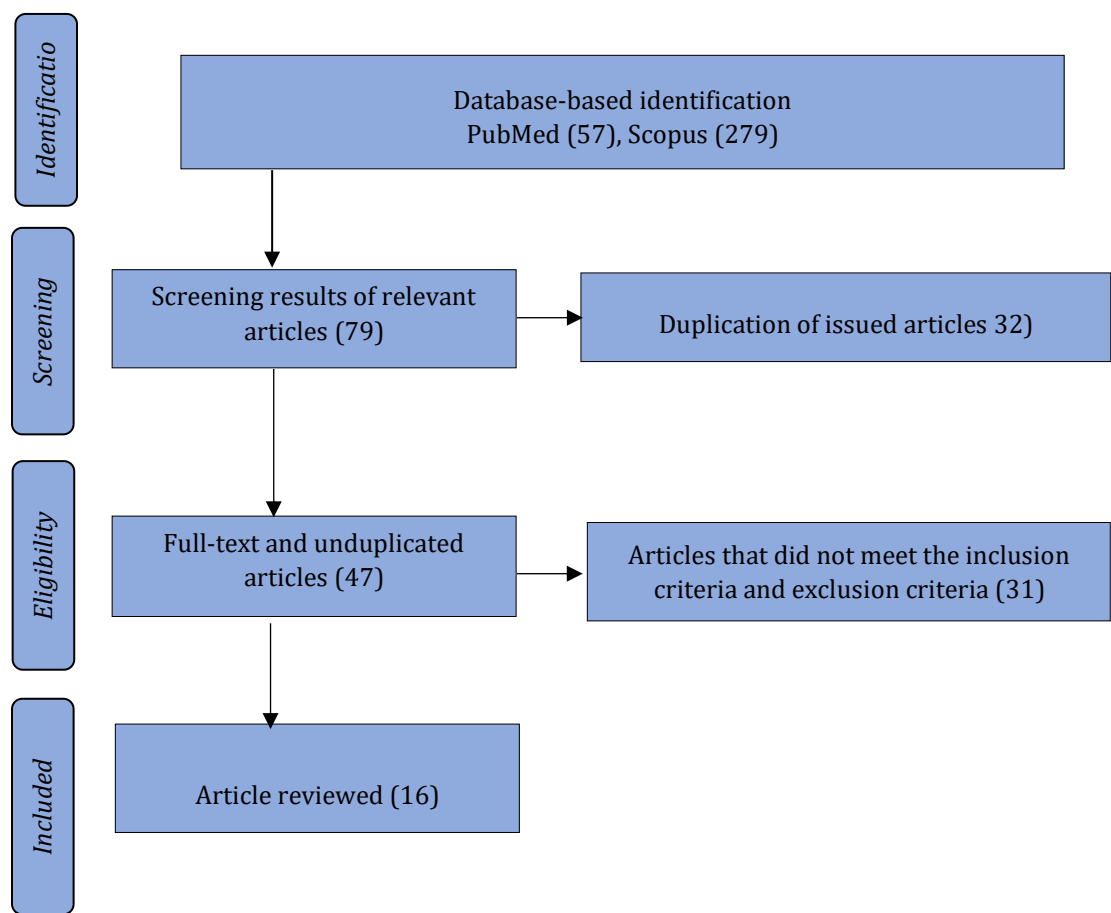 Identificatio
Database-based identification
PubMed (57), Scopus (279)
Screening
Screening results of relevant
articles (79)
Duplication of issued articles 32)
Eligibility
Full-text and unduplicated
articles (47)
Articles that did not meet the inclusion
criteria and exclusion criteria (31)
Included
Article reviewed (16)